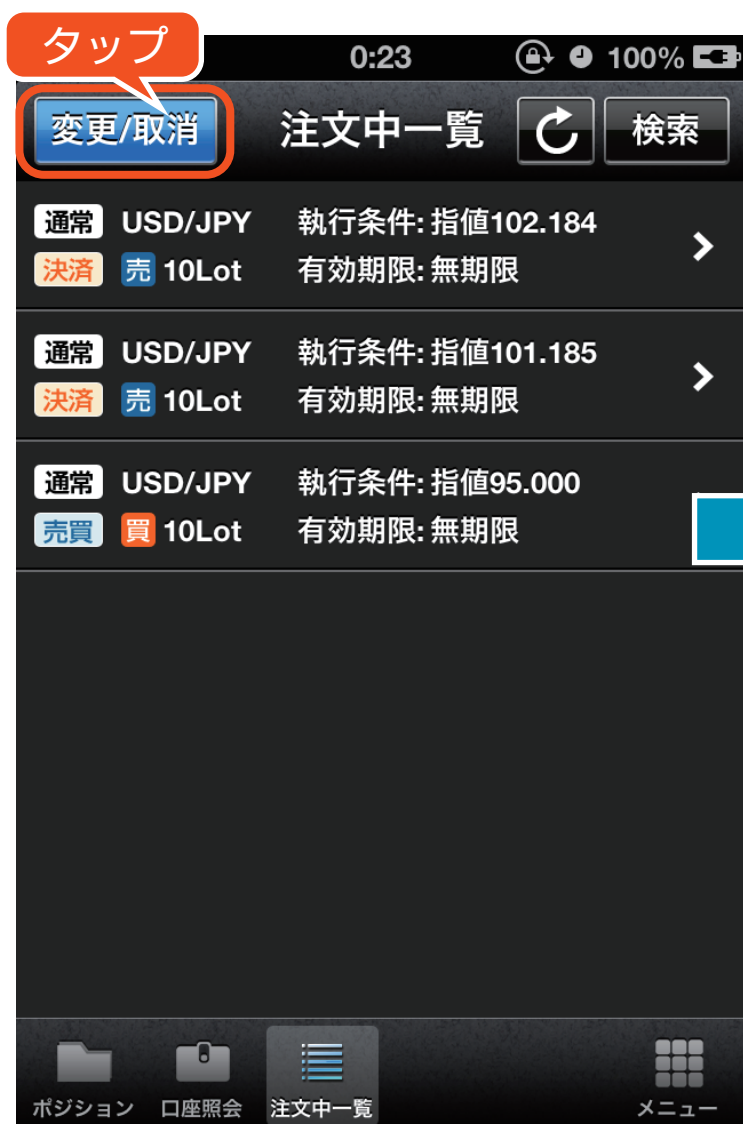 タップ
0:23 100%
変更/取消 注文中一覧 検索
通常 USD/JPY 執行条件: 指値102.184
決済 売 10Lot 有効期限: 無期限
通常 USD/JPY 執行条件: 指値101.185
決済 売 10Lot 有効期限: 無期限
通常 USD/JPY 執行条件: 指値95.000
売買 買 10Lot 有効期限: 無期限
ポジション 口座照会 注文中一覧 メニュー